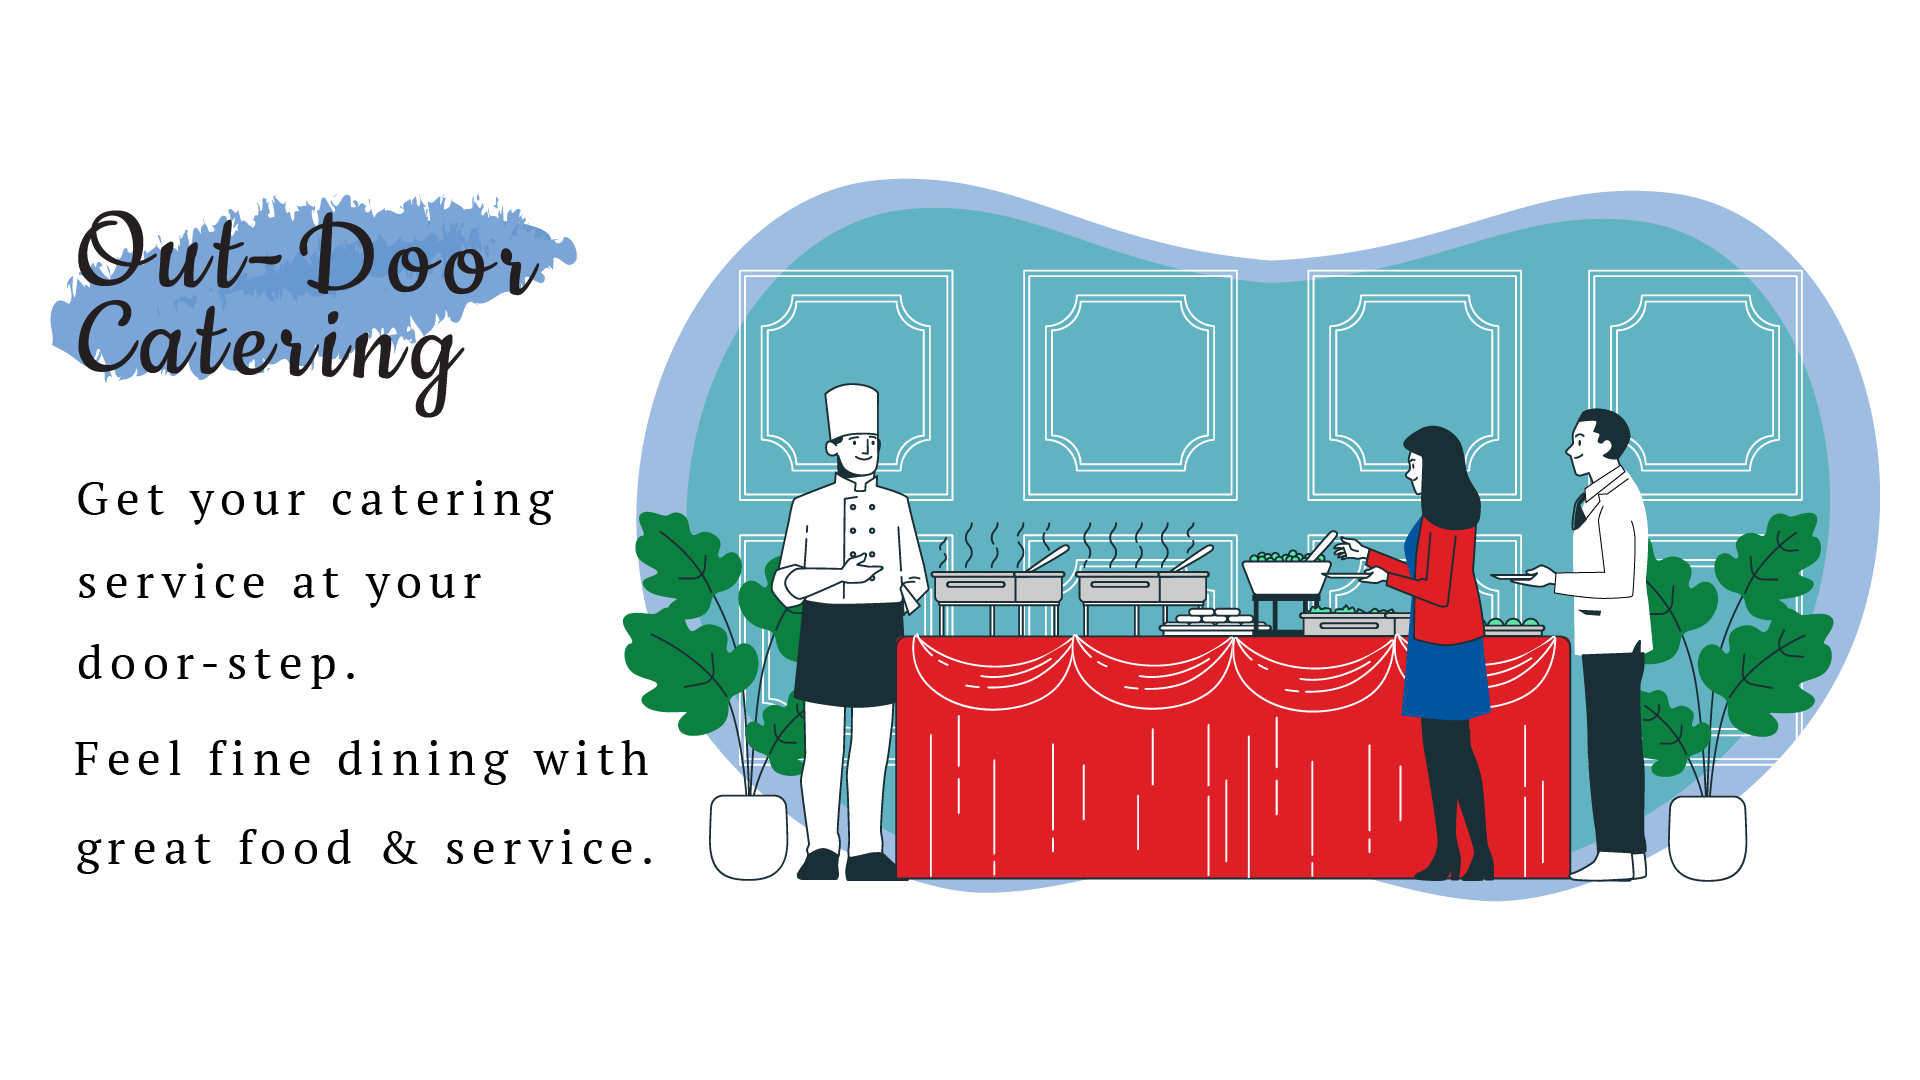 Out-Door
Catering
Get your catering
service at your
door-step.
Feel fine dining with
great food & service.